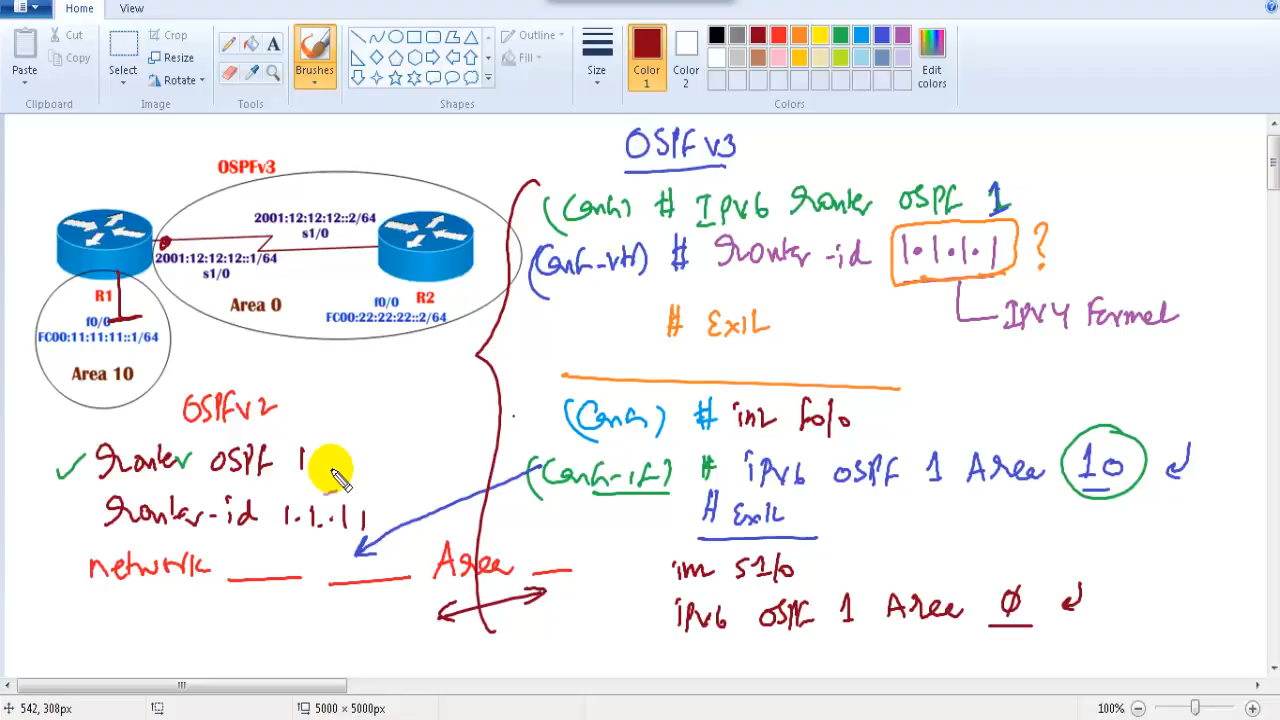 Home
View
Cut
Copy
Paste
Clipboard
Select
Crop
Resize
Rotate
Image
Tools
Brushes
Shapes
Outline
Fill
Size
Color
1
Color
2
Colors
Edit
colors
OSPFv3
2001:12:12:12::2/64
s1/0
2001:12:12:12::1/64
s1/0
R1
Area 0
R2
f0/0
FC00:22:22:22::2/64
f0/0
FC00:11:11:11::1/64
Area 10
OSPFv2
✓ router OSPF 1
router-id 1.1.1.1
network ____ ____ Area __
OSPFv3
(Conf) # IPv6 router OSPF 1
(Conf-rtr) # router-id 1.1.1.1 ?
IPV4 Format
# Exit
(Conf) # int fo/o
(Conf-if) # ipv6 OSPF 1 Area 10
# Exit
int S1/0
ipv6 OSPF 1 Area 0
542, 308px
5000 × 5000px
100%